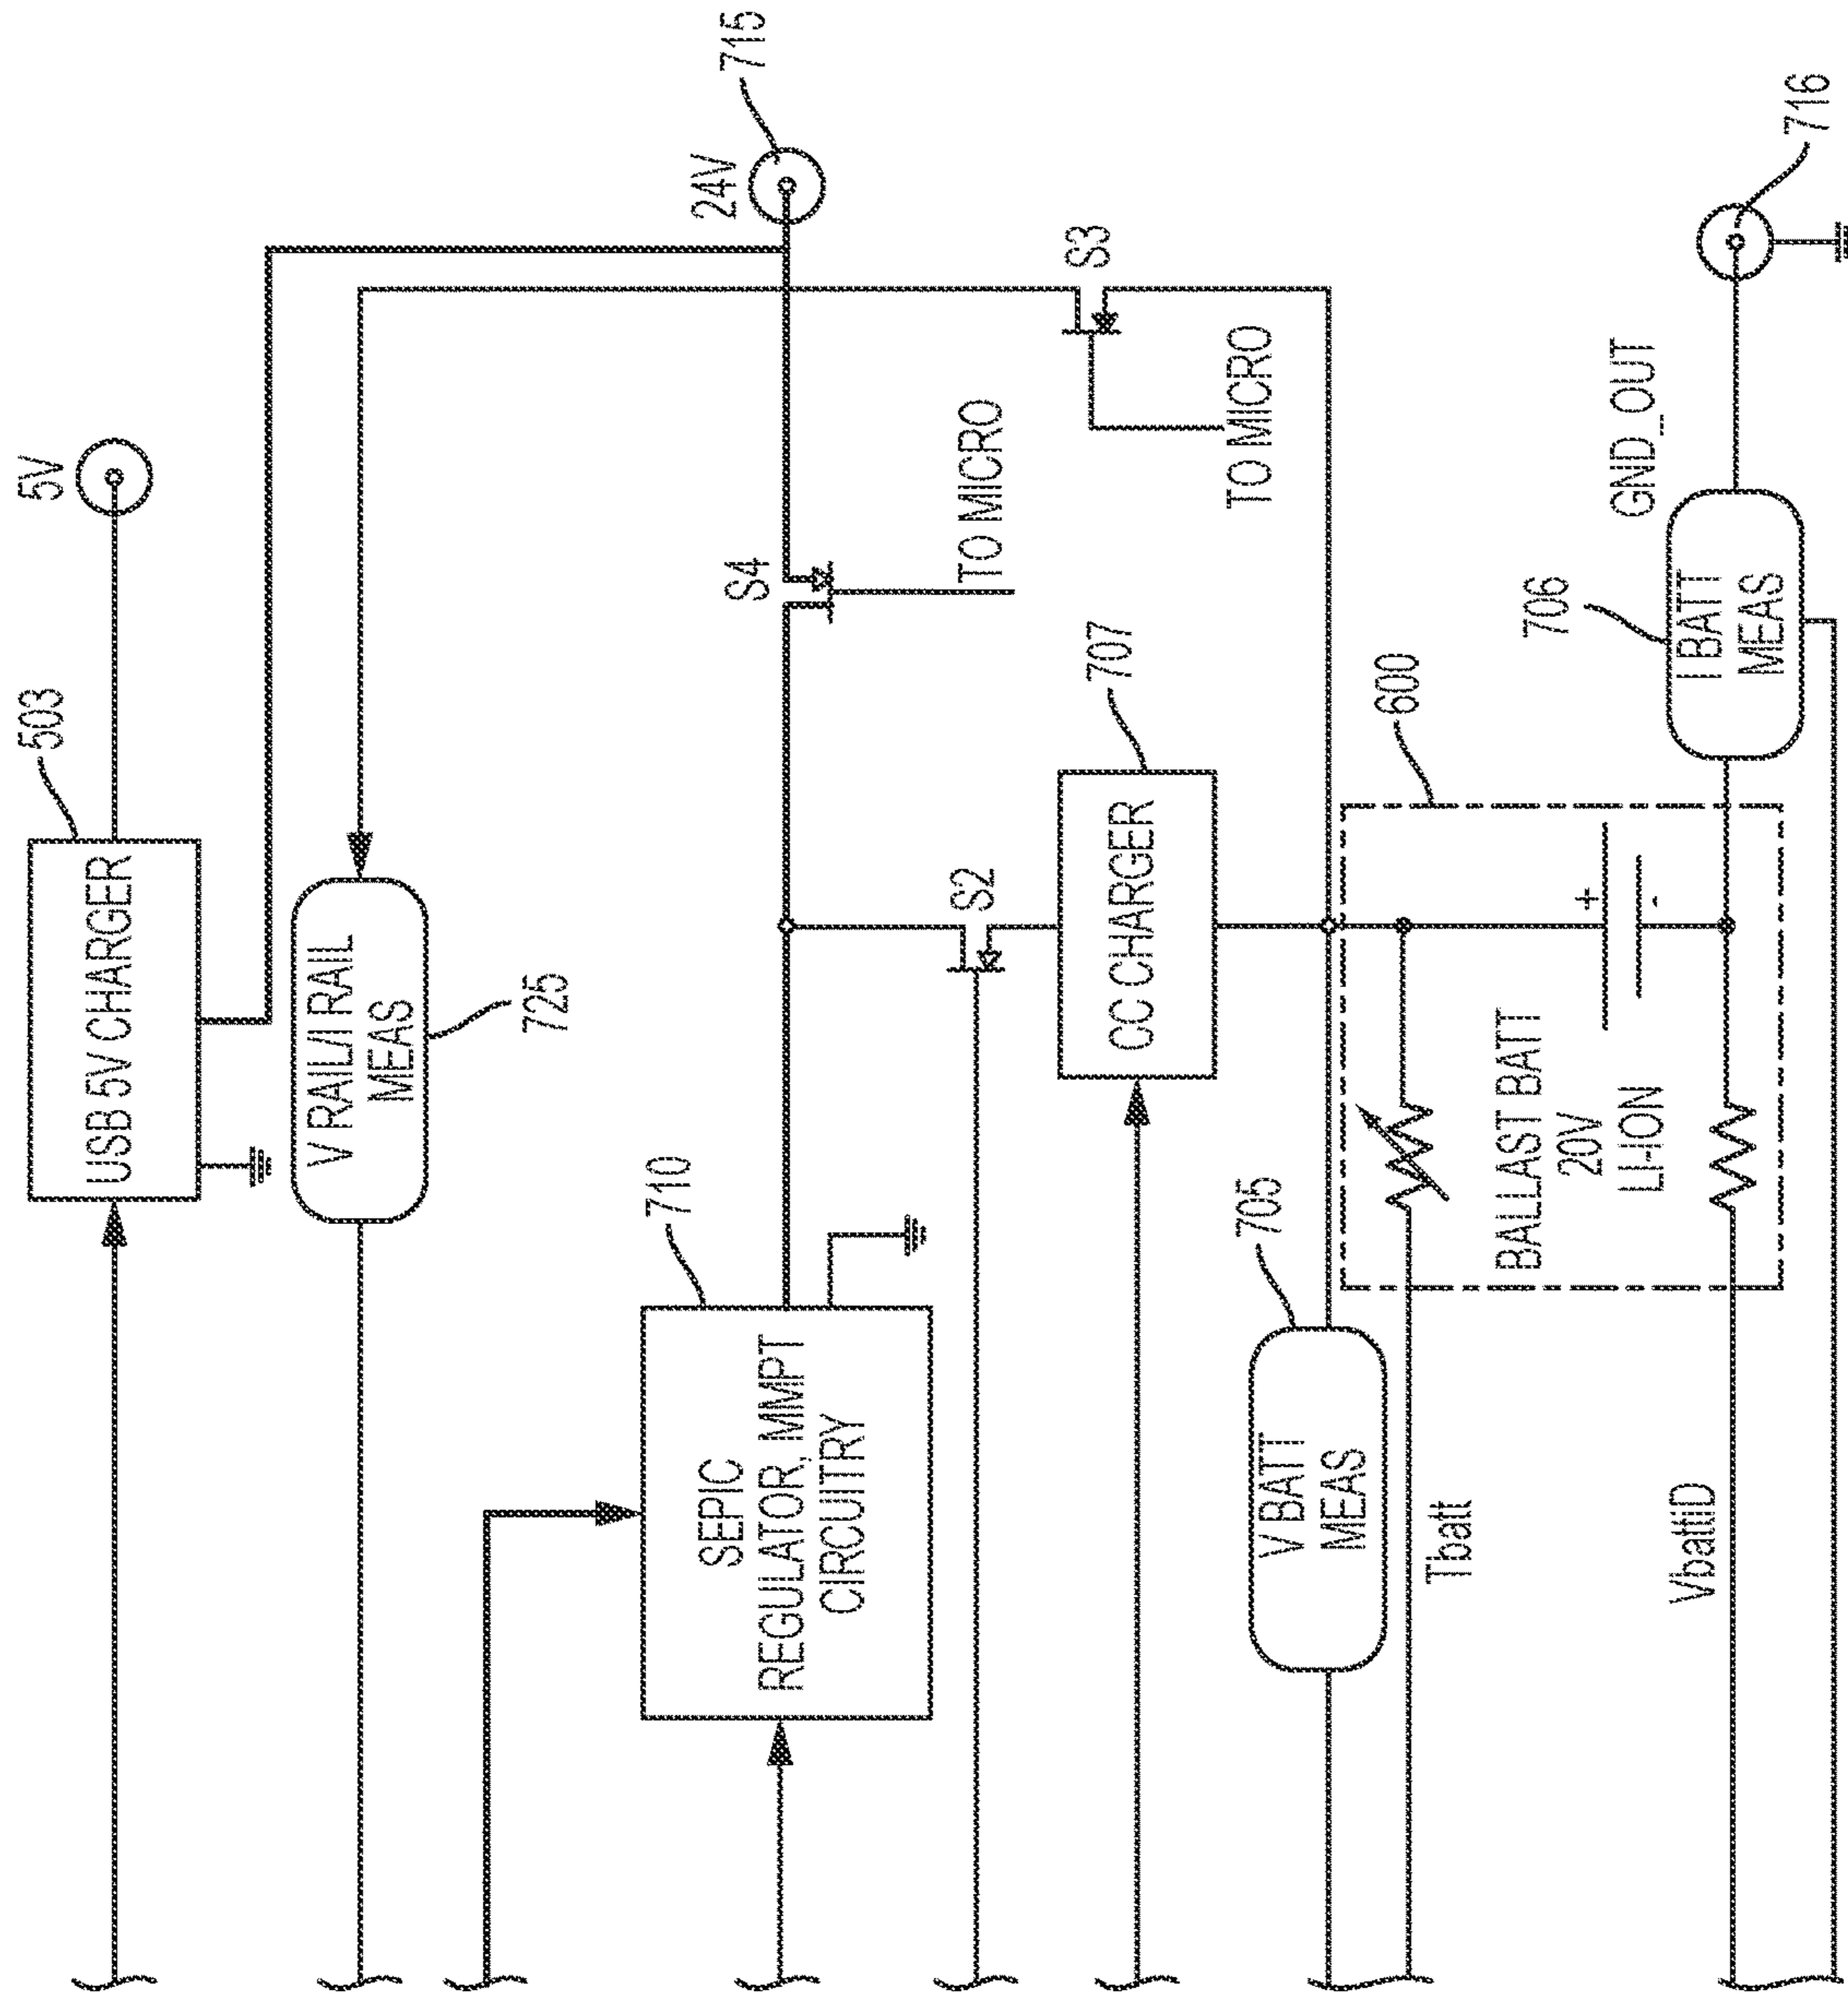 503
USB 5V CHARGER
5V
V RAIL/I RAIL
MEAS
725
24V
715
710
SEPIC
REGULATOR, MMPT
CIRCUITRY
S4
TO MICRO
S2
S3
TO MICRO
707
CC CHARGER
705
V BATT
MEAS
Tbatt
600
BALLAST BATT
20V
LI-ION
+
-
VbattiD
706
I BATT
MEAS
GND_OUT
716